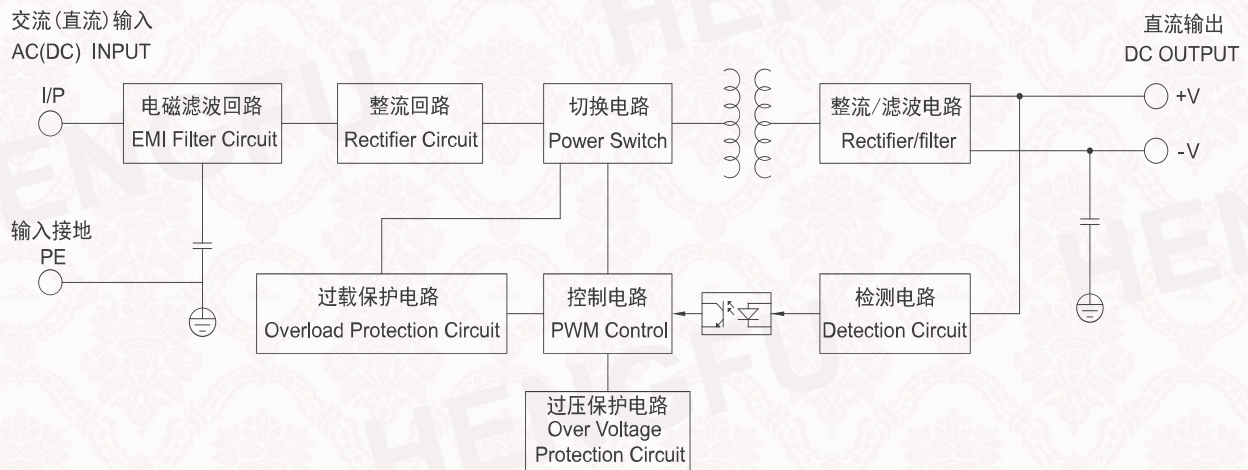 交流(直流)输入
AC(DC) INPUT
直流输出
DC OUTPUT
I/P
电磁滤波回路
EMI Filter Circuit
整流回路
Rectifier Circuit
切换电路
Power Switch
整流/滤波电路
Rectifier/filter
+V
-V
输入接地
PE
过载保护电路
Overload Protection Circuit
控制电路
PWM Control
检测电路
Detection Circuit
过压保护电路
Over Voltage
Protection Circuit
HENGFU
HENGFU
HENGFU
HENGFU